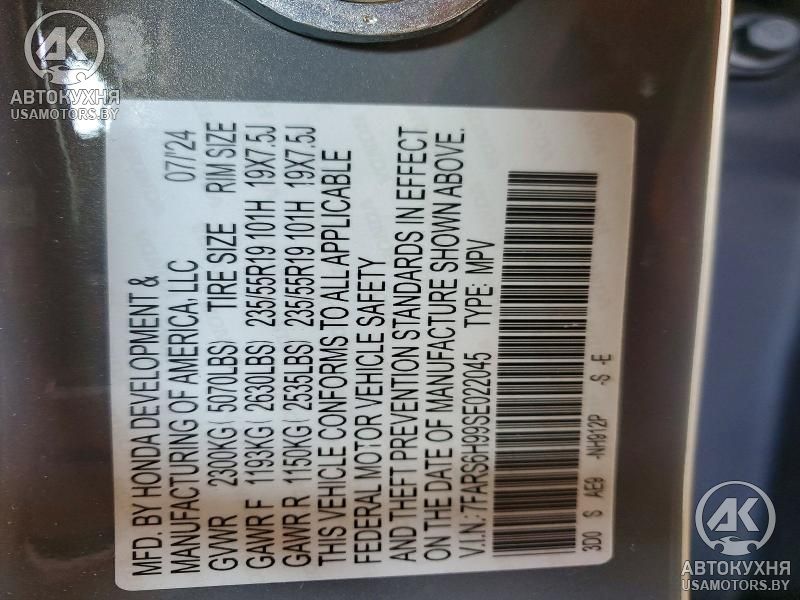 MFD. BY HONDA DEVELOPMENT &
MANUFACTURING OF AMERICA, LLC 07/'24
GVWR 2300KG( 5070LBS) TIRE SIZE RIM SIZE
GAWR F 1193KG ( 2630LBS) 235/55R19 101H 19X7.5J
GAWR R 1150KG( 2535LBS) 235/55R19 101H 19X7.5J
THIS VEHICLE CONFORMS TO ALL APPLICABLE
FEDERAL MOTOR VEHICLE SAFETY
AND THEFT PREVENTION STANDARDS IN EFFECT
ON THE DATE OF MANUFACTURE SHOWN ABOVE.
V.I.N.: 7FARS6H99SE022045 TYPE: MPV
3D0 S AE9 -NH912P -S -E
AK
АВТОКУХНЯ
USAMOTORS.BY
AK
АВТОКУХНЯ
USAMOTORS.BY